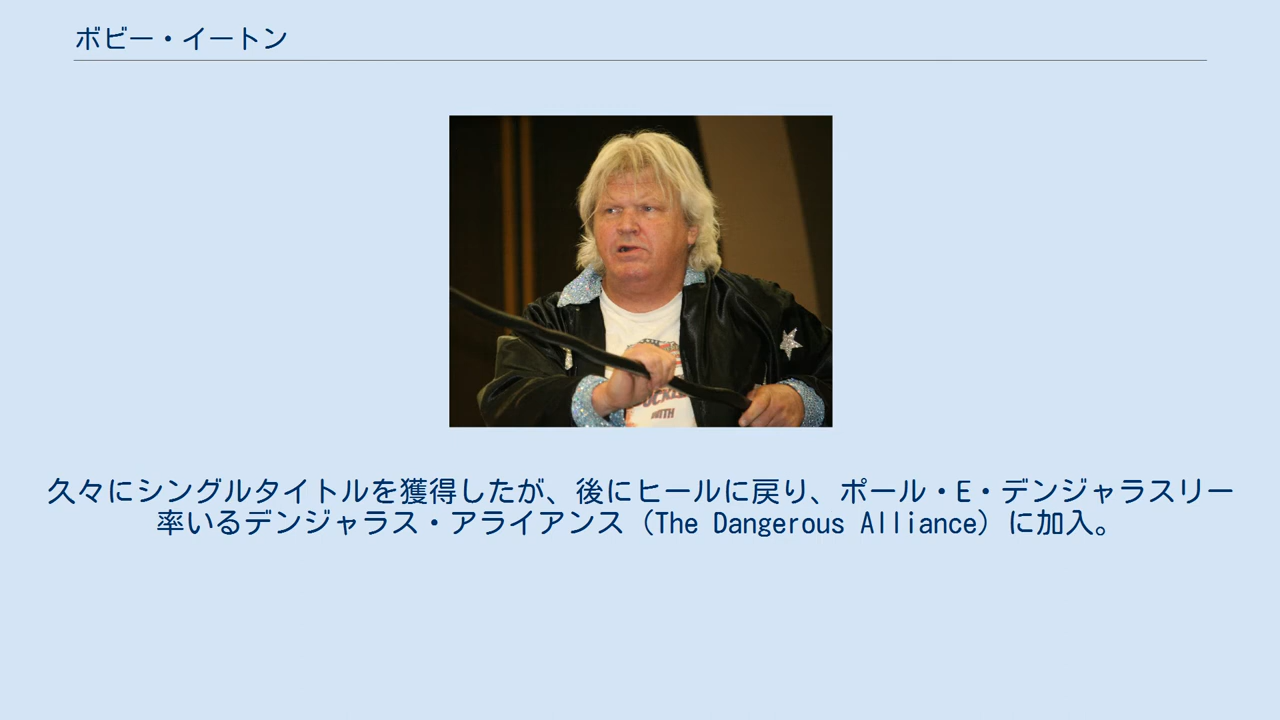 ボビー・イートン
WITH
久々にシングルタイトルを獲得したが、後にヒールに戻り、ポール・E・デンジャラスリー
率いるデンジャラス・アライアンス（The Dangerous Alliance）に加入。